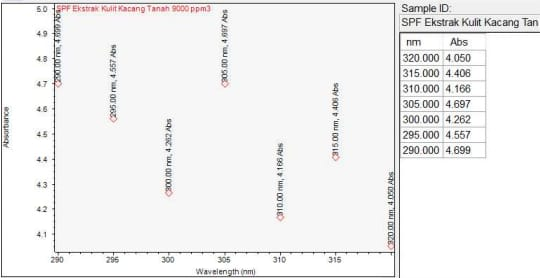 SPF Ekstrak Kulit Kacang Tanah 9000 ppm3
5.0
4.9
4.8
4.7
4.6
4.5
4.4
4.3
4.2
4.1
Absorbance
290.00 nm, 4.699 Abs
295.00 nm, 4.557 Abs
300.00 nm, 4.262 Abs
305.00 nm, 4.697 Abs
310.00 nm, 4.166 Abs
315.00 nm, 4.406 Abs
320.00 nm, 4.050 Abs
290 295 300 305 310 315
Wavelength (nm)
Sample ID:
SPF Ekstrak Kulit Kacang Tan
nm Abs
320.000 4.050
315.000 4.406
310.000 4.166
305.000 4.697
300.000 4.262
295.000 4.557
290.000 4.699